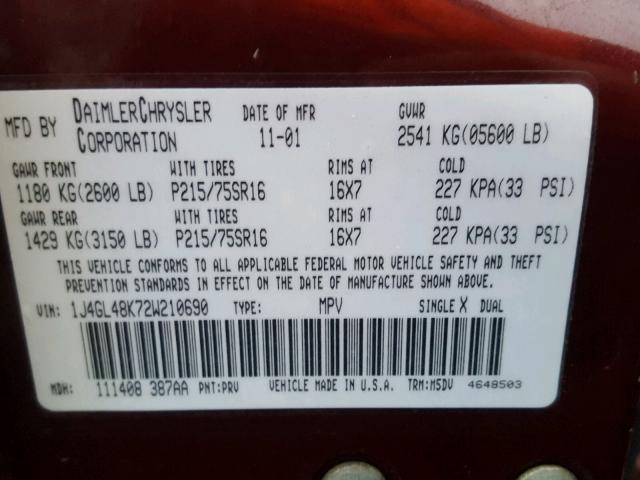 MFD BY DAIMLERCHRYSLER CORPORATION DATE OF MFR 11-01 GVWR 2541 KG(05600 LB)
GAWR FRONT WITH TIRES RIMS AT COLD
1180 KG(2600 LB) P215/75SR16 16X7 227 KPA(33 PSI)
GAWR REAR WITH TIRES RIMS AT COLD
1429 KG(3150 LB) P215/75SR16 16X7 227 KPA(33 PSI)
THIS VEHICLE CONFORMS TO ALL APPLICABLE FEDERAL MOTOR VEHICLE SAFETY AND THEFT
PREVENTION STANDARDS IN EFFECT ON THE DATE OF MANUFACTURE SHOWN ABOVE.
VIN: 1J4GL48K72W210690 TYPE: MPV SINGLE X DUAL
MDH: 111408 387AA PNT:PRV VEHICLE MADE IN U.S.A. TRM:M5DV 4648503